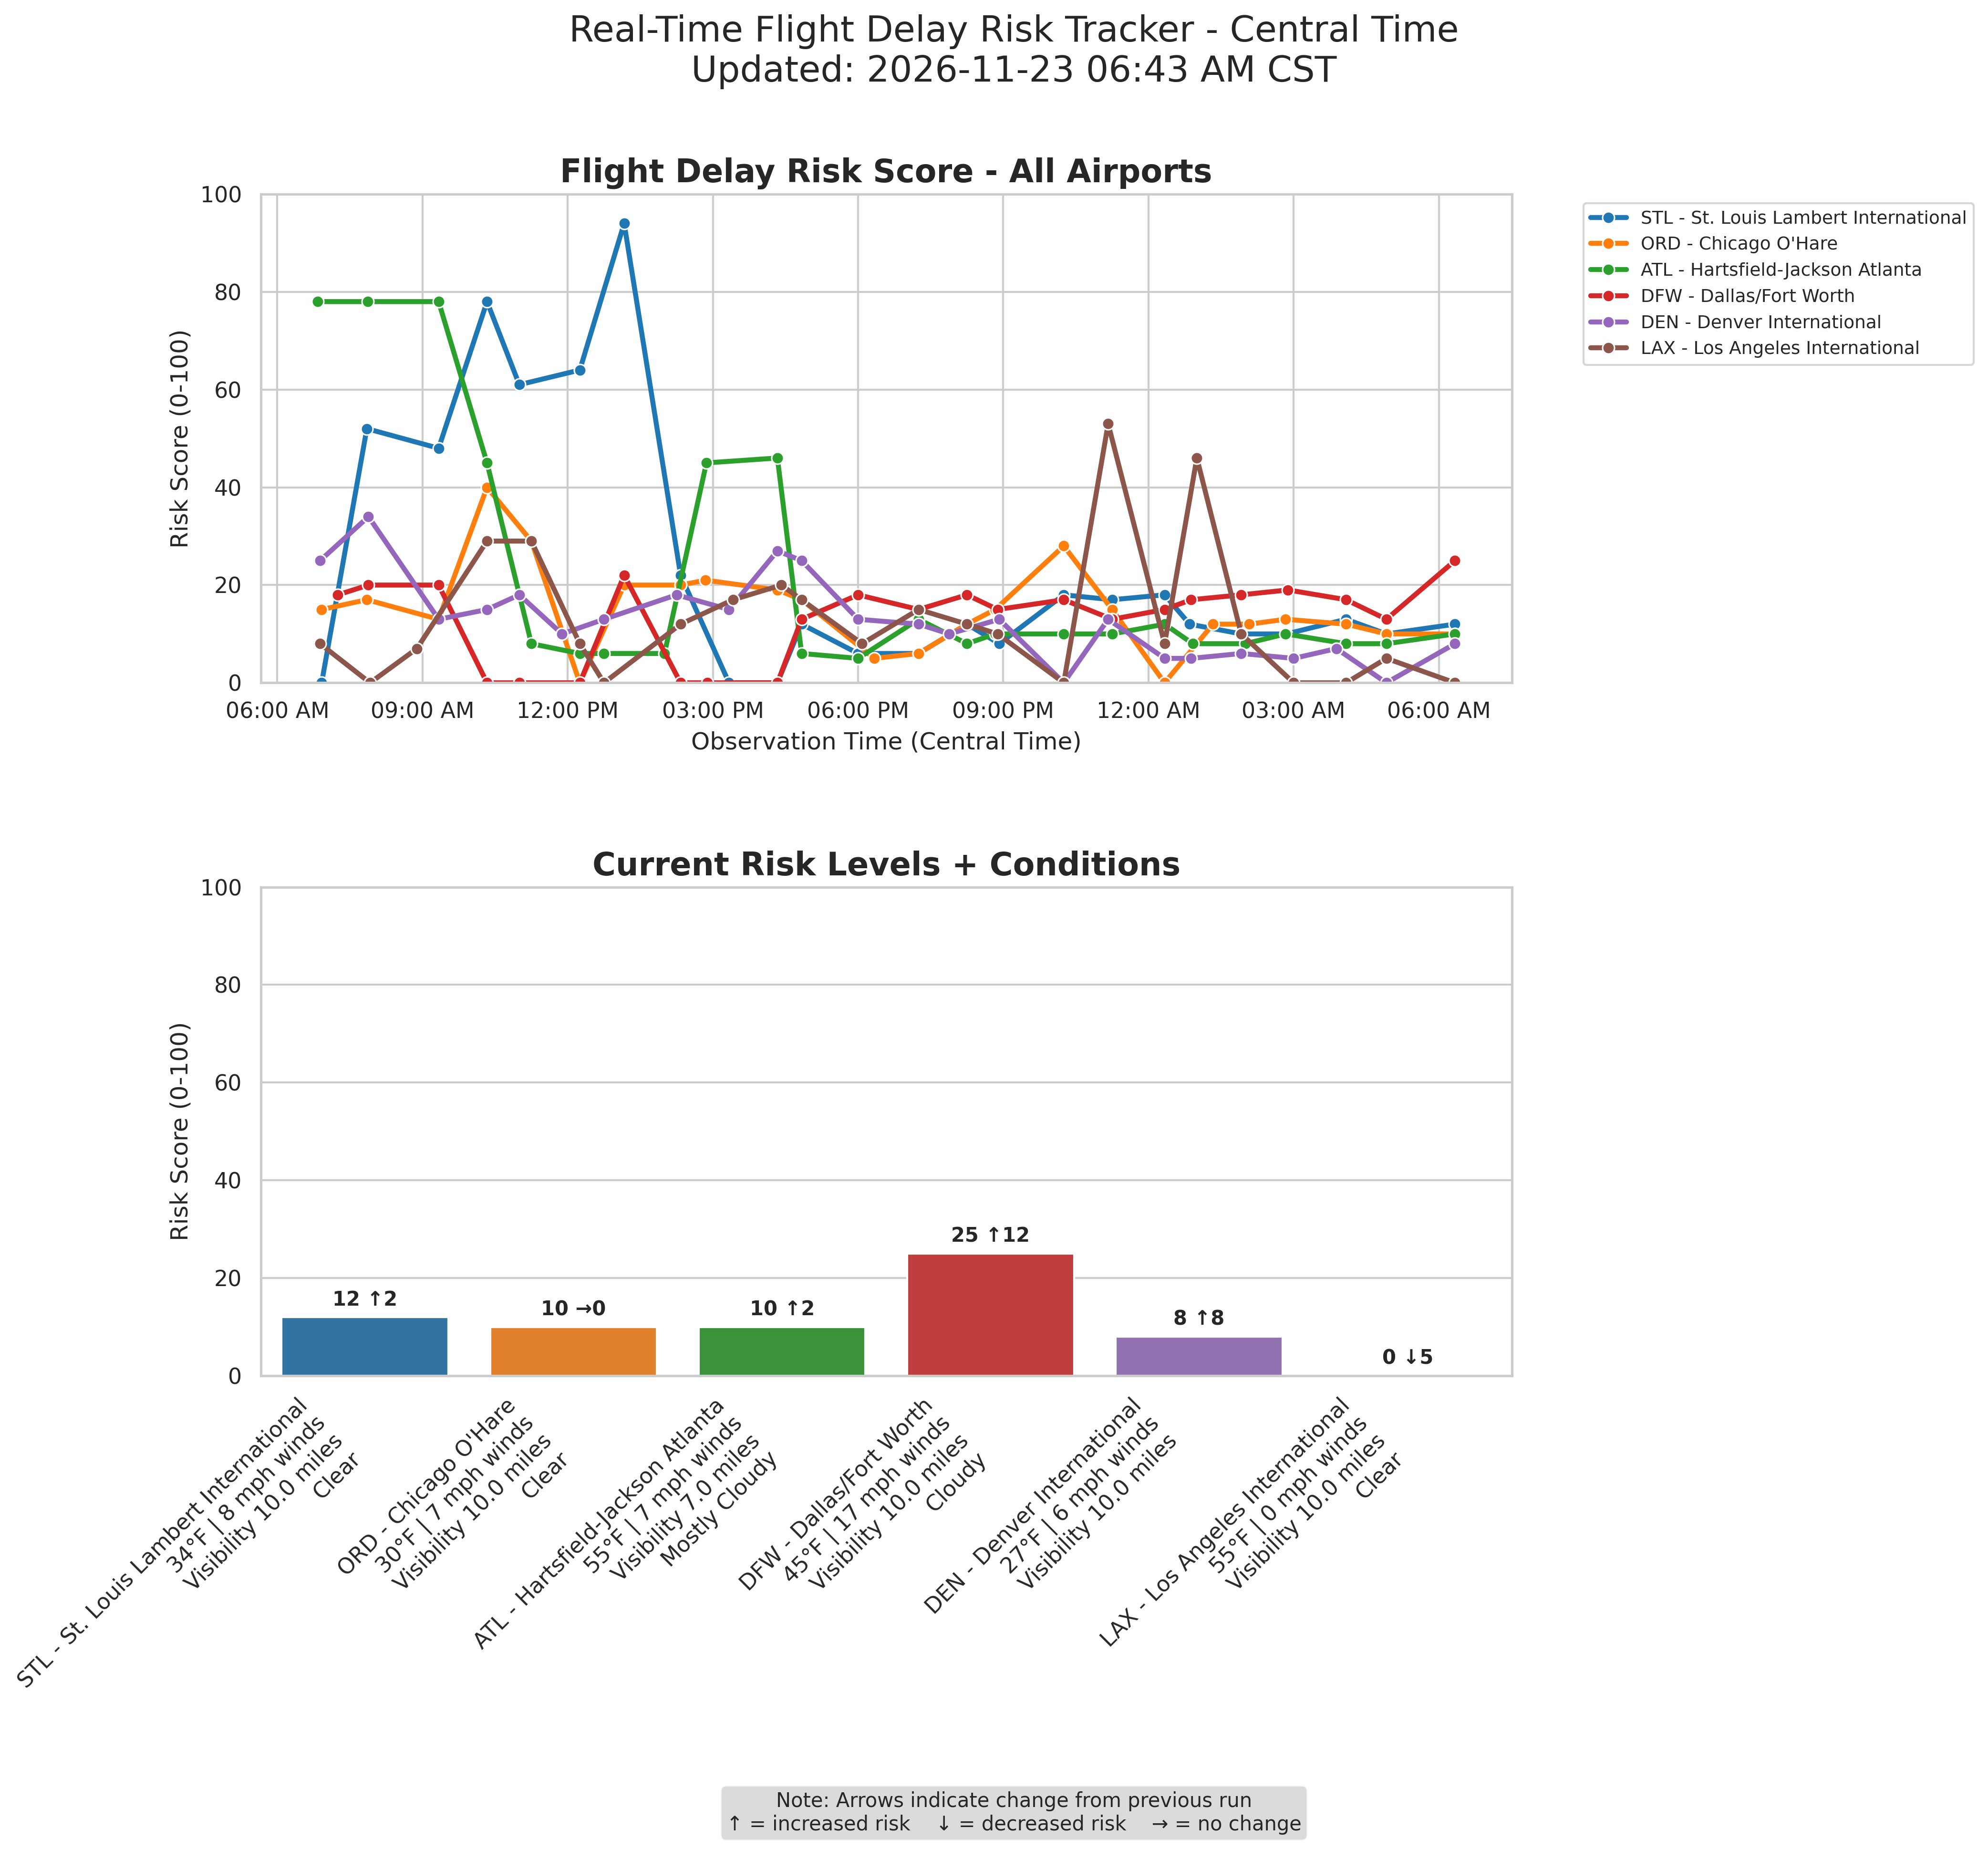 Real-Time Flight Delay Risk Tracker - Central Time
Updated: 2026-11-23 06:43 AM CST
Flight Delay Risk Score - All Airports
100
80
60
40
20
0
Risk Score (0-100)
06:00 AM
09:00 AM
12:00 PM
03:00 PM
06:00 PM
09:00 PM
12:00 AM
03:00 AM
06:00 AM
Observation Time (Central Time)
STL - St. Louis Lambert International
ORD - Chicago O'Hare
ATL - Hartsfield-Jackson Atlanta
DFW - Dallas/Fort Worth
DEN - Denver International
LAX - Los Angeles International
Current Risk Levels + Conditions
100
80
60
40
20
0
Risk Score (0-100)
12 ↑2
10 →0
10 ↑2
25 ↑12
8 ↑8
0 ↓5
STL - St. Louis Lambert International
34°F | 8 mph winds
Visibility 10.0 miles
Clear
ORD - Chicago O'Hare
30°F | 7 mph winds
Visibility 10.0 miles
Clear
ATL - Hartsfield-Jackson Atlanta
55°F | 7 mph winds
Visibility 7.0 miles
Mostly Cloudy
DFW - Dallas/Fort Worth
45°F | 17 mph winds
Visibility 10.0 miles
Cloudy
DEN - Denver International
27°F | 6 mph winds
Visibility 10.0 miles
LAX - Los Angeles International
55°F | 0 mph winds
Visibility 10.0 miles
Clear
Note: Arrows indicate change from previous run
↑ = increased risk ↓ = decreased risk → = no change